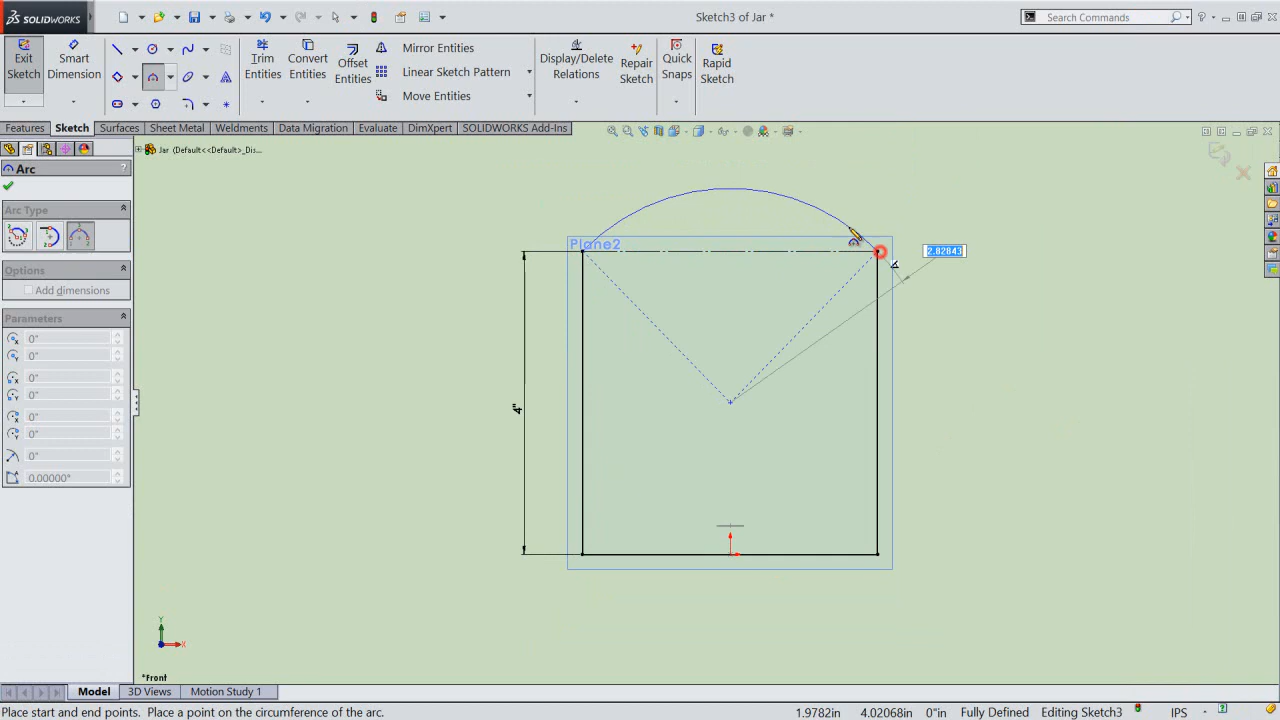 SOLIDWORKS
Sketch3 of Jar *
Search Commands
Exit Sketch
Smart Dimension
Trim Entities
Convert Entities
Offset Entities
Mirror Entities
Linear Sketch Pattern
Move Entities
Display/Delete Relations
Repair Sketch
Quick Snaps
Rapid Sketch
Features
Sketch
Surfaces
Sheet Metal
Weldments
Data Migration
Evaluate
DimXpert
SOLIDWORKS Add-Ins
Jar (Default<<Default>_Dis...
Arc
?
Arc Type
Options
Add dimensions
Parameters
0"
0"
0"
0"
0"
0"
0"
0.00000°
Plane2
2.82843
4"
Y
X
*Front
Model
3D Views
Motion Study 1
Place start and end points. Place a point on the circumference of the arc.
1.9782in
4.02068in
0"in
Fully Defined
Editing Sketch3
IPS